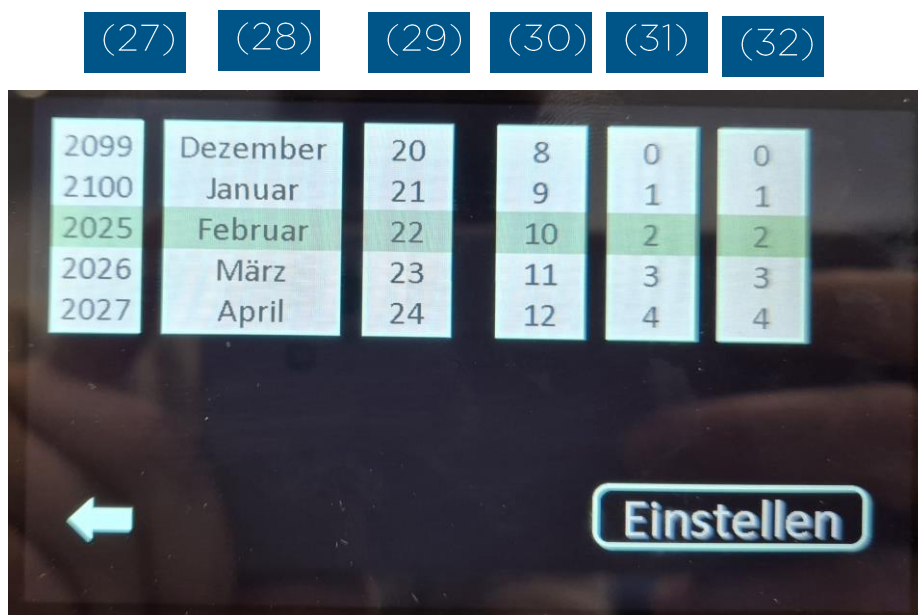 (27) (28) (29) (30) (31) (32)
2099 Dezember 20 8 0 0
2100 Januar 21 9 1 1
2025 Februar 22 10 2 2
2026 März 23 11 3 3
2027 April 24 12 4 4
Einstellen